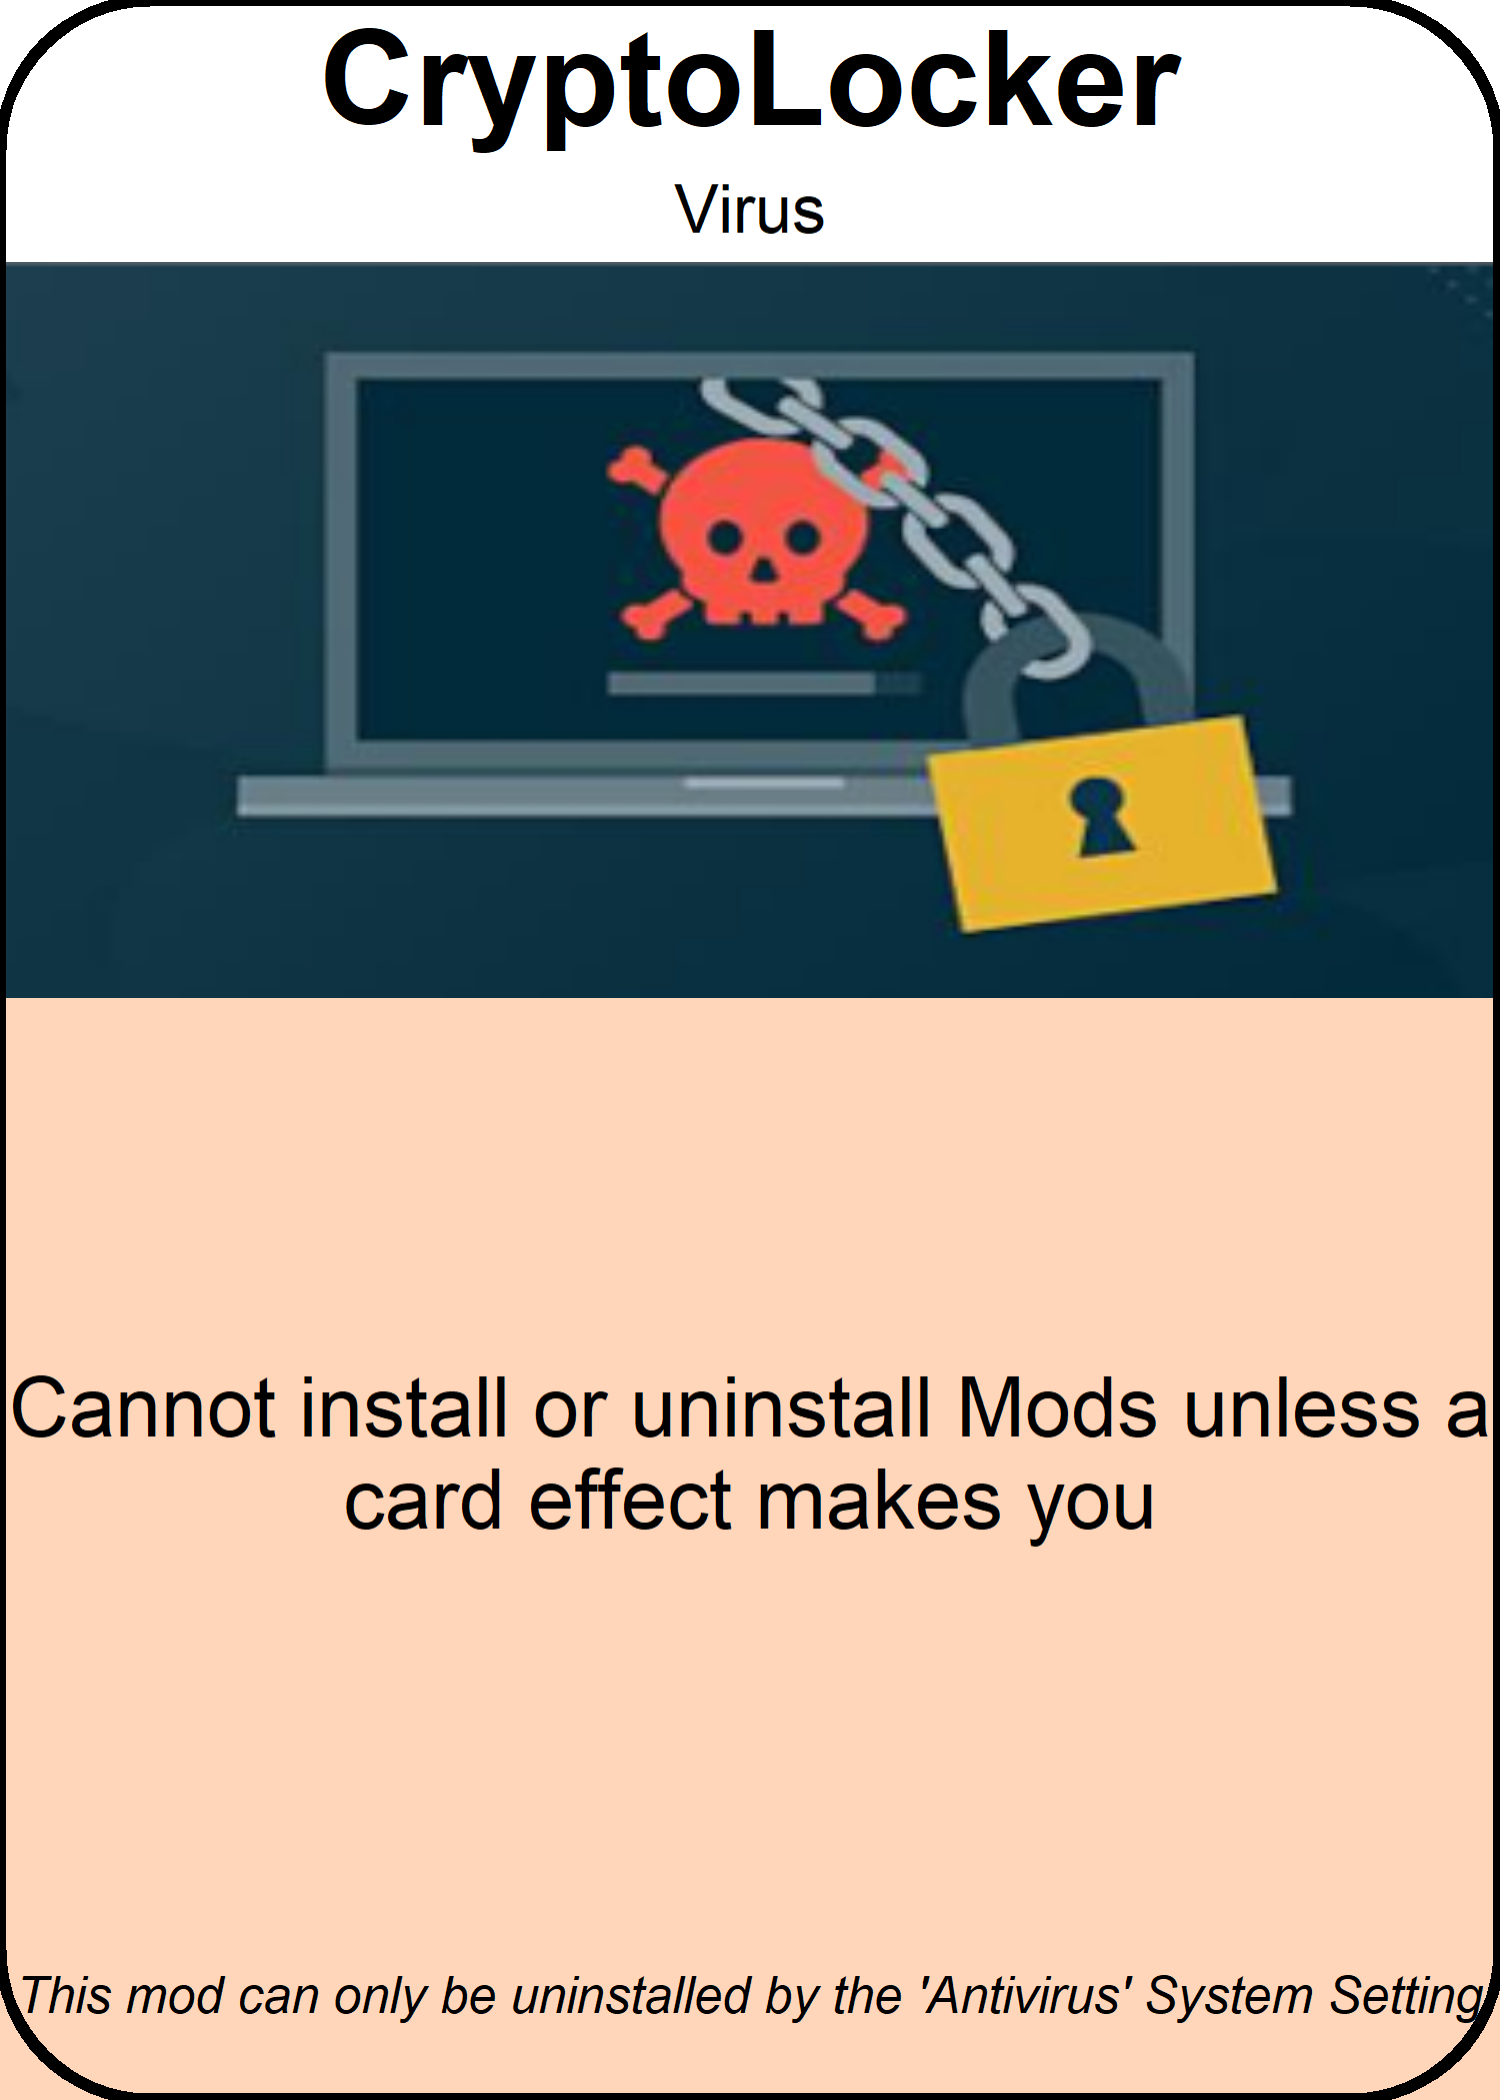 CryptoLocker
Virus
Cannot install or uninstall Mods unless a
card effect makes you
This mod can only be uninstalled by the 'Antivirus' System Setting